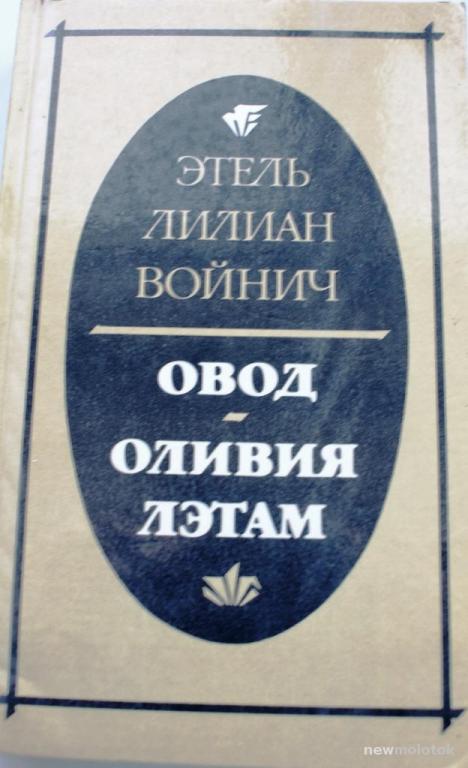 ЭТЕЛЬ
ЛИЛИАН
ВОЙНИЧ
ОВОД
-
ОЛИВИЯ
ЛЭТАМ
newmolotok